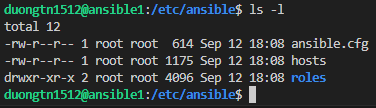 duongtn1512@ansible1:/etc/ansible$ ls -l
total 12
-rw-r--r-- 1 root root  614 Sep 12 18:08 ansible.cfg
-rw-r--r-- 1 root root 1175 Sep 12 18:08 hosts
drwxr-xr-x 2 root root 4096 Sep 12 18:08 roles
duongtn1512@ansible1:/etc/ansible$